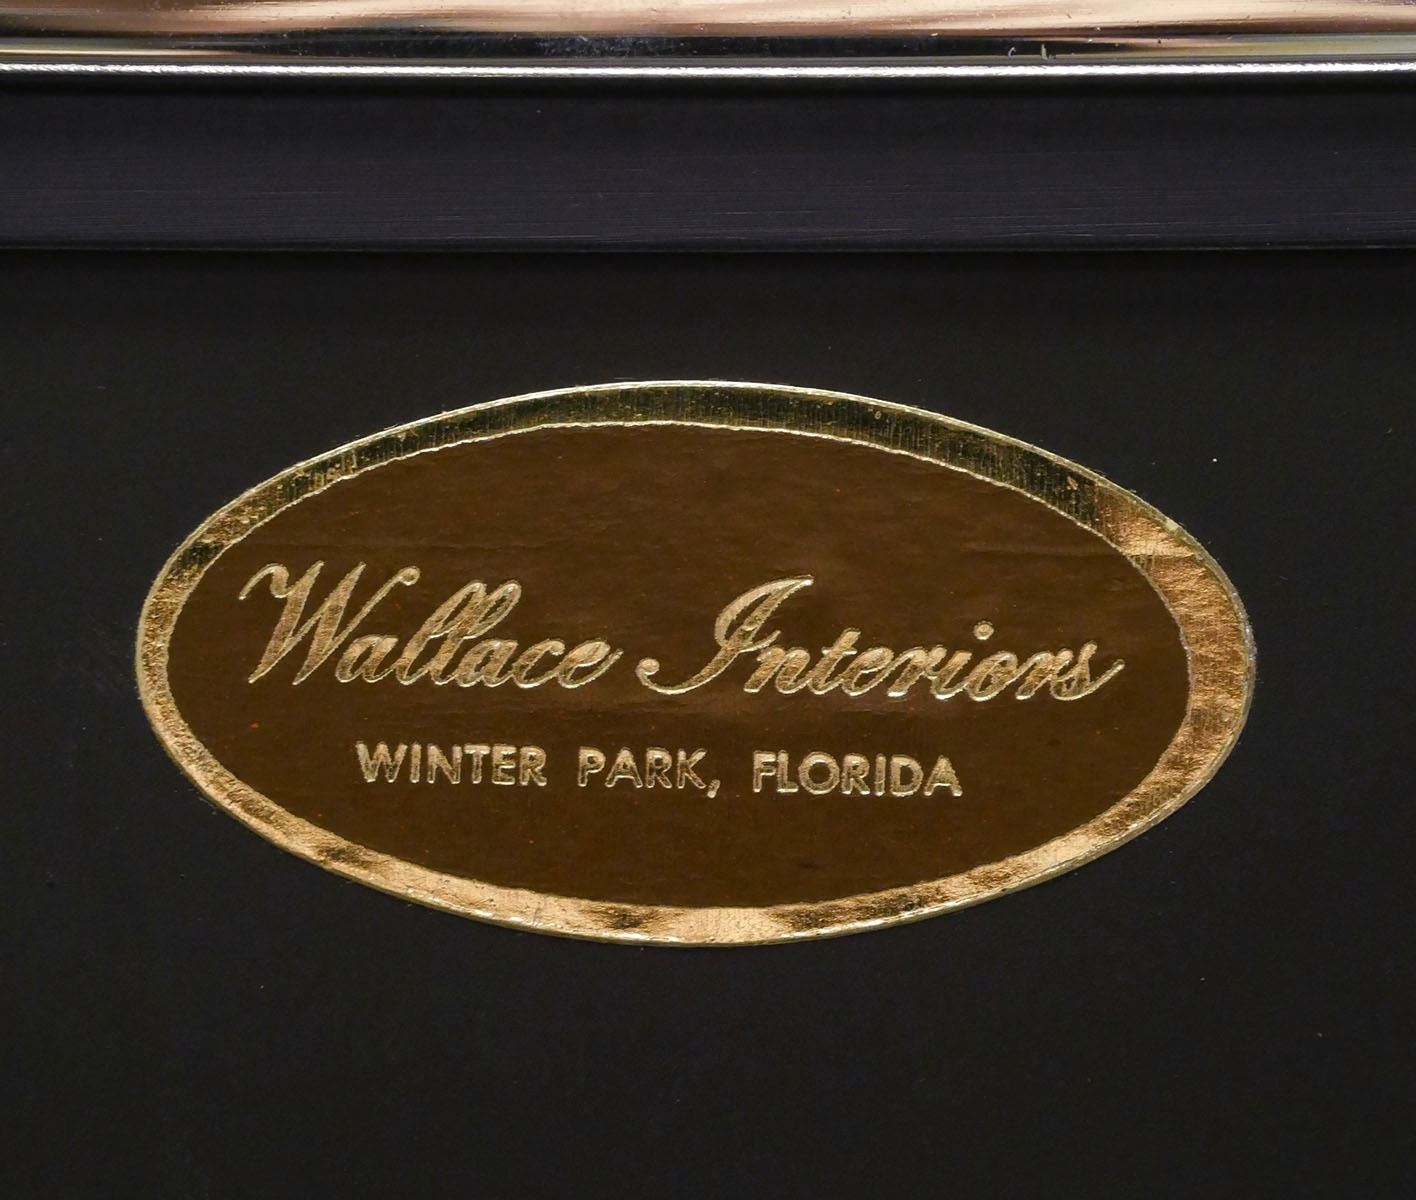 Wallace Interiors
WINTER PARK, FLORIDA